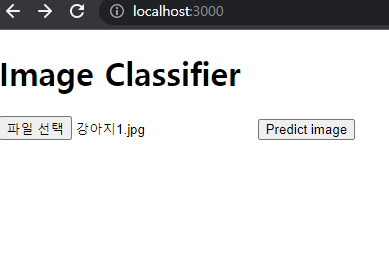 localhost:3000
Image Classifier
파일 선택 강아지1.jpg Predict image